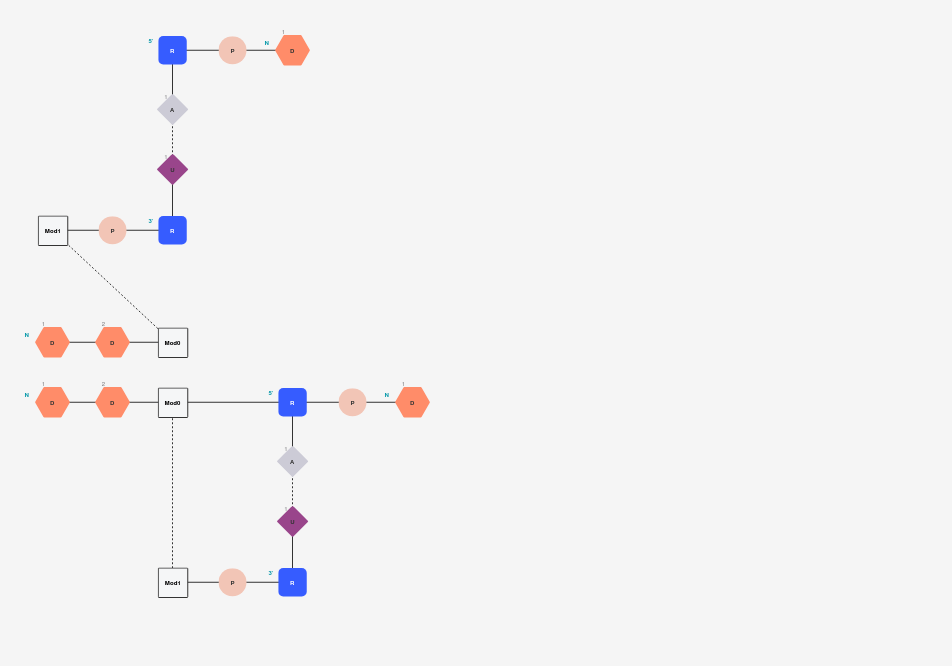 1
5' R P N D
1
A
1
U
Mod1 P 3' R
1 2
N D D Mod0
1 2 5' N 1
N D D Mod0 R P D
1
A
1
U
3'
Mod1 P R